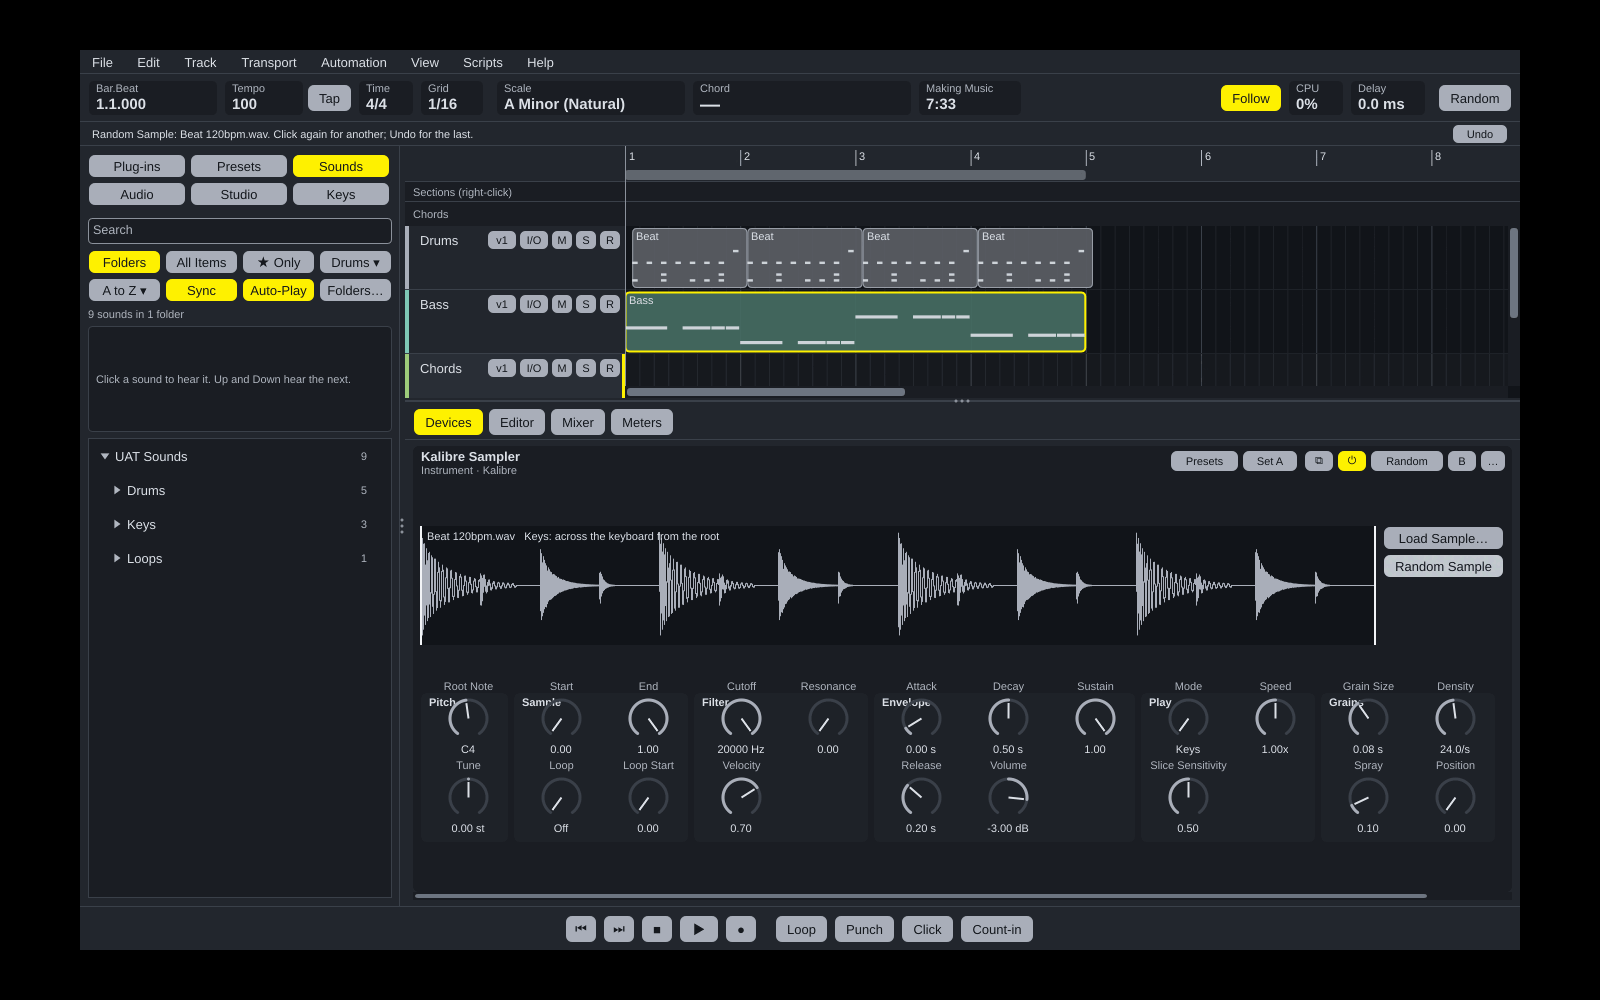 File Edit Track Transport Automation View Scripts Help
Bar.Beat Tempo Time Grid Scale Chord Making Music CPU Delay
1.1.000 100 Tap 4/4 1/16 A Minor (Natural) — 7:33 Follow 0% 0.0 ms Random
Random Sample: Beat 120bpm.wav. Click again for another; Undo for the last. Undo
Plug-ins Presets Sounds
Audio Studio Keys
Search
Folders All Items ★ Only Drums ▾
A to Z ▾ Sync Auto-Play Folders…
9 sounds in 1 folder
Click a sound to hear it. Up and Down hear the next.
UAT Sounds 9
Drums 5
Keys 3
Loops 1
1 2 3 4 5 6 7 8
Sections (right-click)
Chords
Drums v1 I/O M S R
Beat Beat Beat Beat
Bass v1 I/O M S R
Bass
Chords v1 I/O M S R
Devices Editor Mixer Meters
Kalibre Sampler
Instrument · Kalibre
Presets Set A Random B …
Beat 120bpm.wav Keys: across the keyboard from the root
Load Sample…
Random Sample
Root Note Start End Cutoff Resonance Attack Decay Sustain Mode Speed Grain Size Density
Pitch Sample Filter Envelope Play Grains
C4 0.00 1.00 20000 Hz 0.00 0.00 s 0.50 s 1.00 Keys 1.00x 0.08 s 24.0/s
Tune Loop Loop Start Velocity Release Volume Slice Sensitivity Spray Position
0.00 st Off 0.00 0.70 0.20 s -3.00 dB 0.50 0.10 0.00
Loop Punch Click Count-in